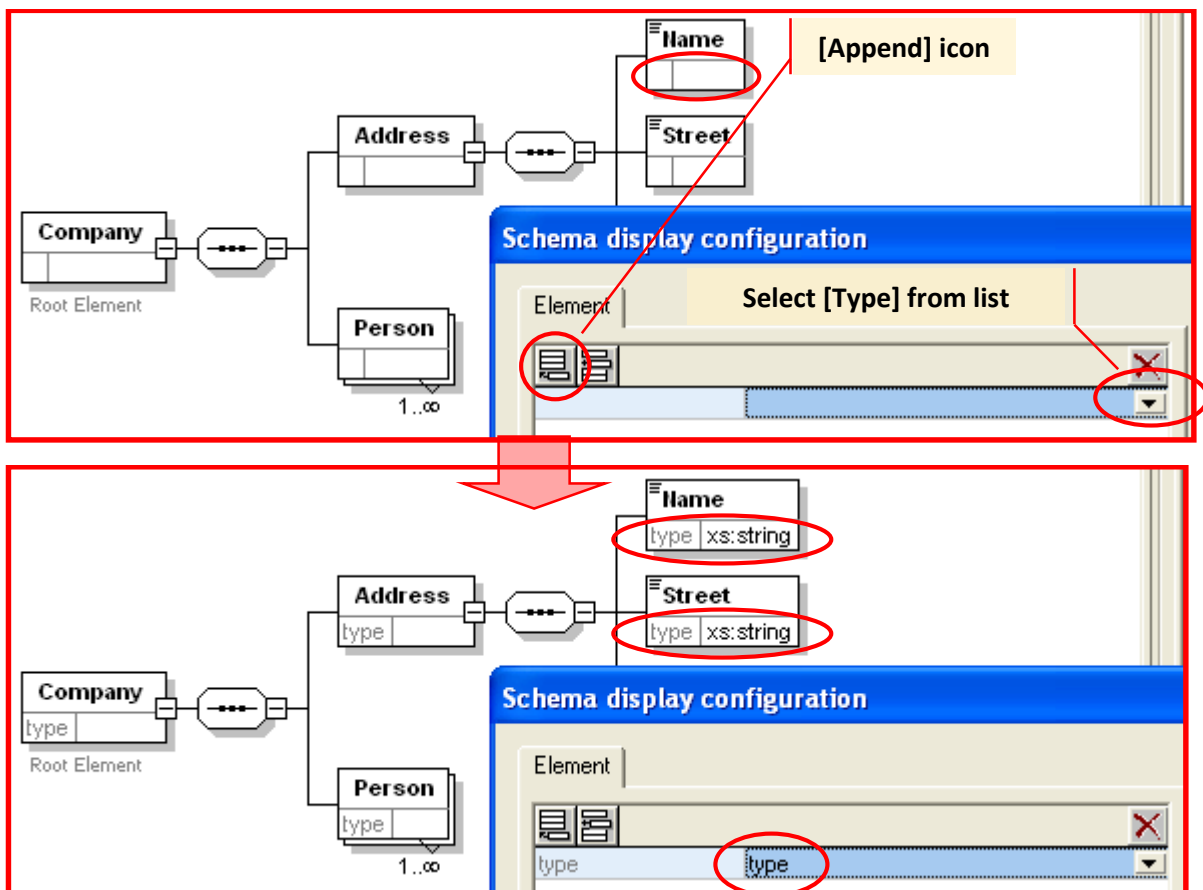 Name
[Append] icon
Address
Street
Company
Schema display configuration
Root Element
Element
Select [Type] from list
Person
1..∞
Name
type xs:string
Address
Street
type
type xs:string
Company
Schema display configuration
type
Root Element
Element
Person
type
type type
1..∞